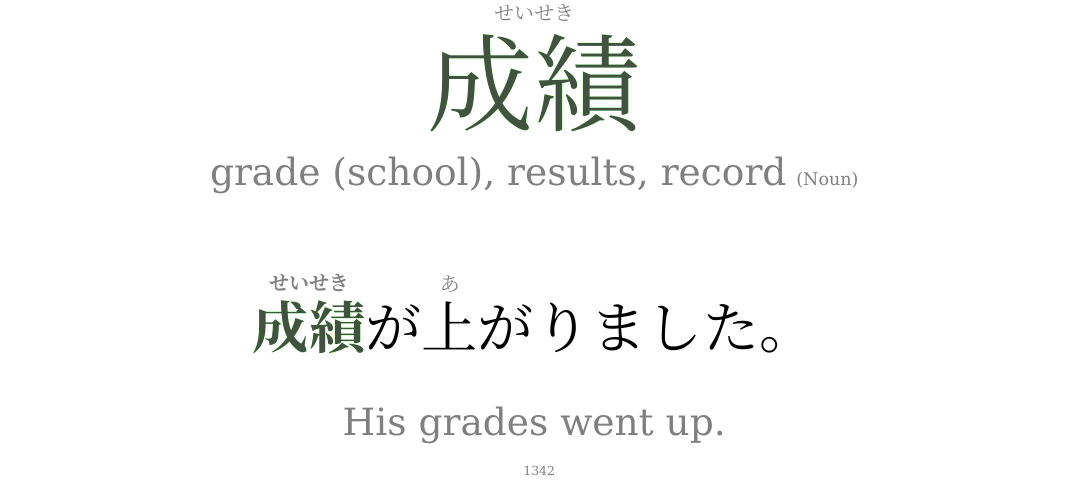 せいせき
成績
grade (school), results, record (Noun)
せいせき あ
成績が上がりました。
His grades went up.
1342